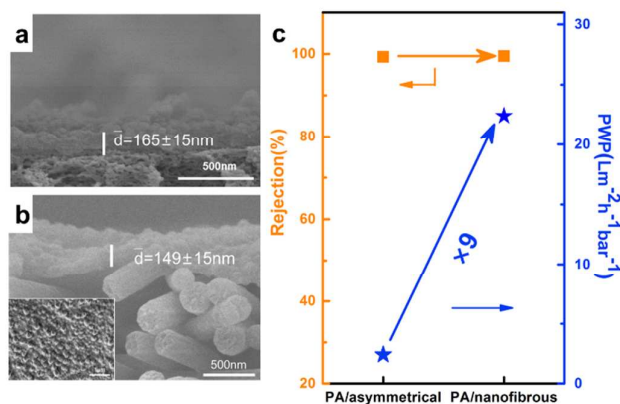 a
d̅=165±15nm
500nm
b
d̅=149±15nm
500nm
c
Rejection(%)
100
80
60
40
20
×9
30
20
10
0
PWP(Lm⁻²h⁻¹bar⁻¹)
PA/asymmetrical PA/nanofibrous